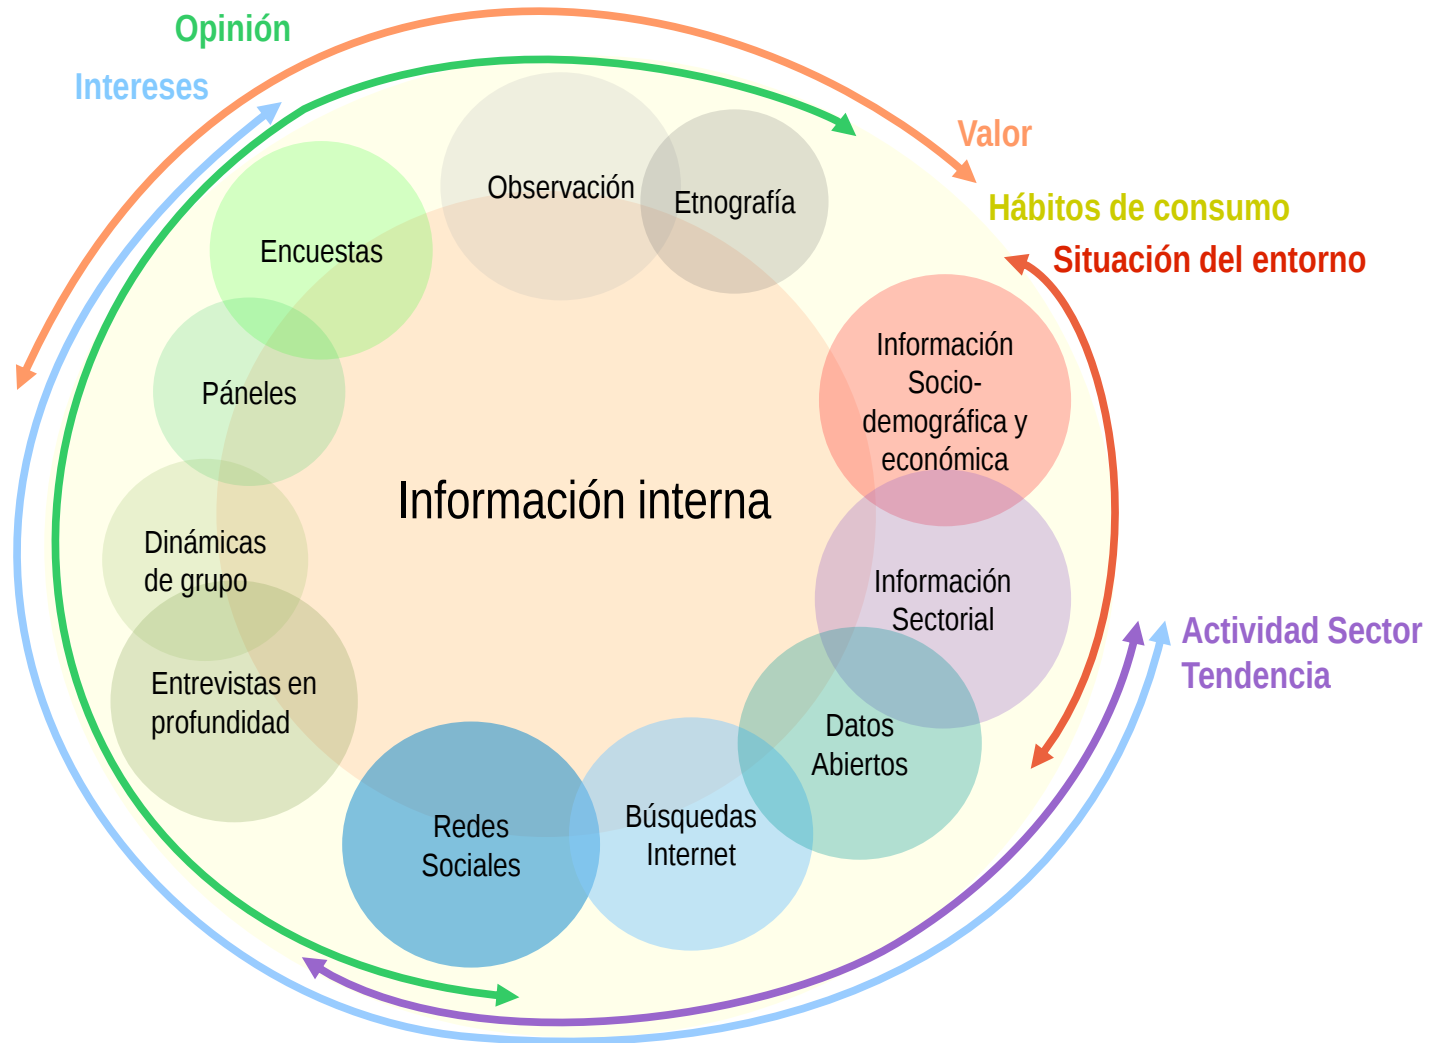 Opinión
Intereses
Valor
Hábitos de consumo
Situación del entorno
Observación
Etnografía
Encuestas
Páneles
Información
Socio-
demográfica y
económica
Información interna
Dinámicas
de grupo
Información
Sectorial
Actividad Sector
Tendencia
Entrevistas en
profundidad
Datos
Abiertos
Redes
Sociales
Búsquedas
Internet